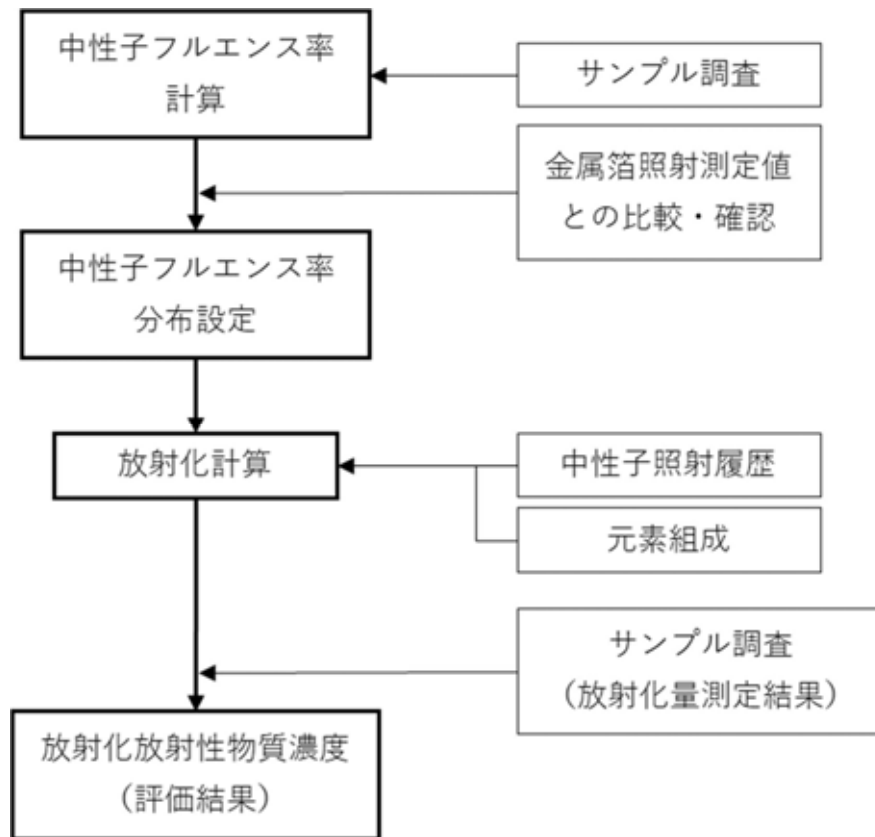 中性子フルエンス率
計算
サンプル調査
金属箔照射測定値
との比較・確認
中性子フルエンス率
分布設定
放射化計算
中性子照射履歴
元素組成
サンプル調査
（放射化量測定結果）
放射化放射性物質濃度
（評価結果）